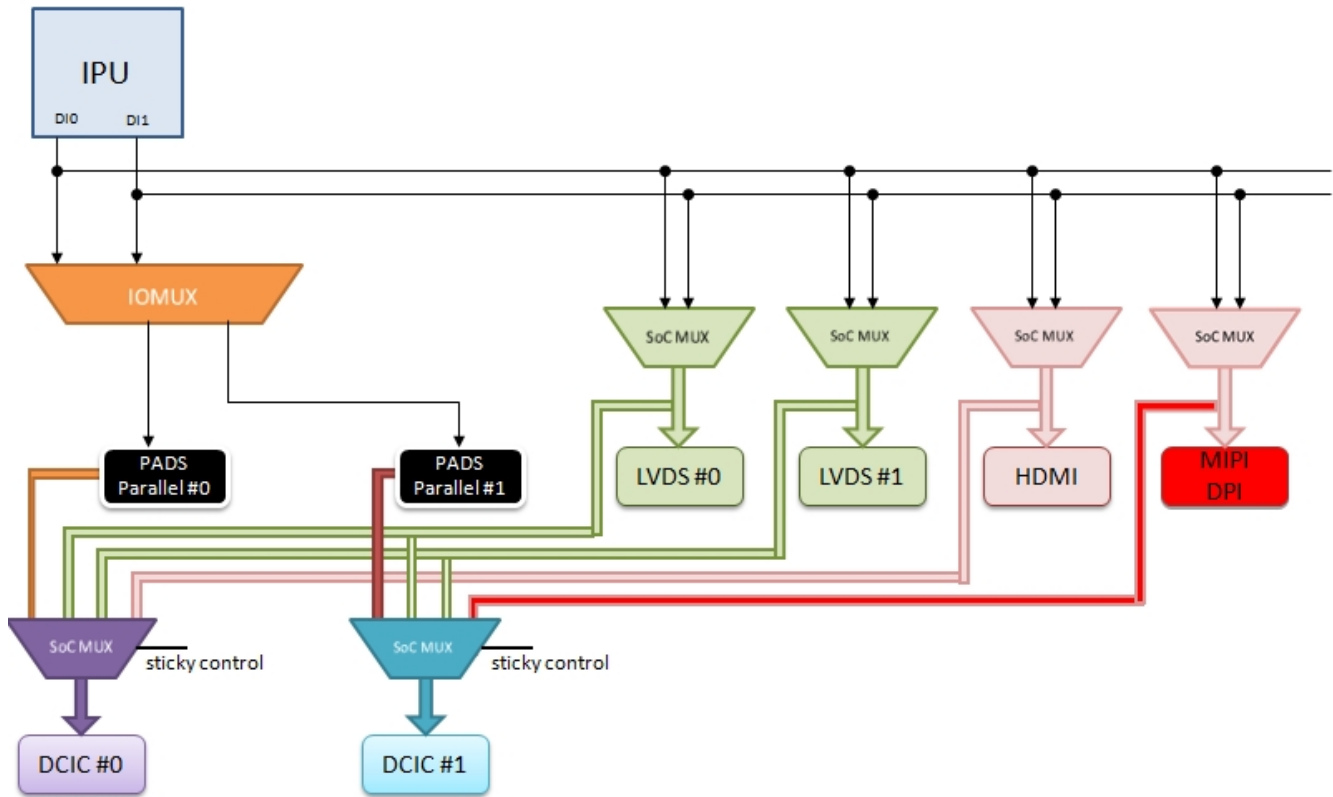 IPU
DI0
DI1
IOMUX
SoC MUX
SoC MUX
SoC MUX
SoC MUX
PADS
Parallel #0
PADS
Parallel #1
LVDS #0
LVDS #1
HDMI
MIPI
DPI
SoC MUX
sticky control
SoC MUX
sticky control
DCIC #0
DCIC #1